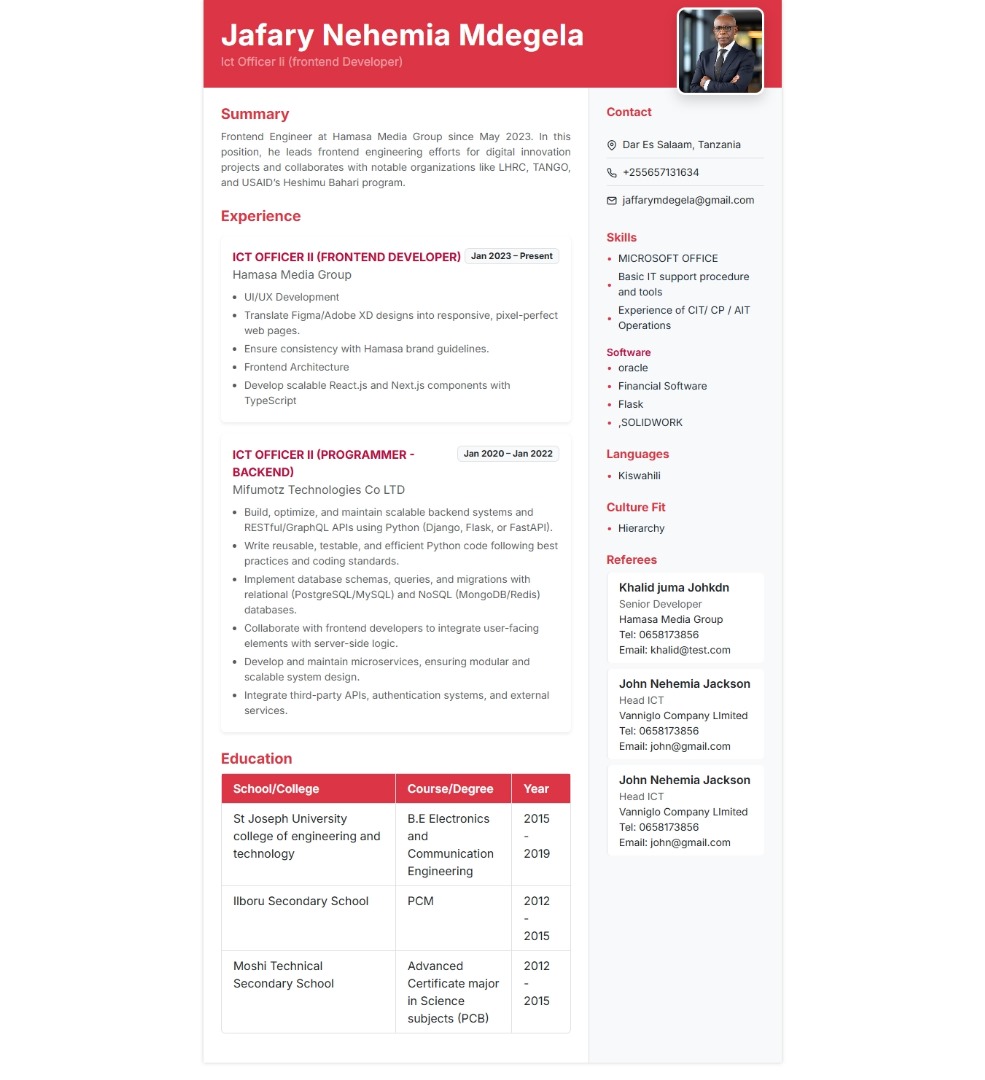 Jafary Nehemia Mdegela
Ict Officer Ii (frontend Developer)
Summary
Frontend Engineer at Hamasa Media Group since May 2023. In this
position, he leads frontend engineering efforts for digital innovation
projects and collaborates with notable organizations like LHRC, TANGO,
and USAID's Heshimu Bahari program.
Experience
ICT OFFICER II (FRONTEND DEVELOPER) Jan 2023 – Present
Hamasa Media Group
• UI/UX Development
• Translate Figma/Adobe XD designs into responsive, pixel-perfect
web pages.
• Ensure consistency with Hamasa brand guidelines.
• Frontend Architecture
• Develop scalable React.js and Next.js components with
TypeScript
ICT OFFICER II (PROGRAMMER - Jan 2020 – Jan 2022
BACKEND)
Mifumotz Technologies Co LTD
• Build, optimize, and maintain scalable backend systems and
RESTful/GraphQL APIs using Python (Django, Flask, or FastAPI).
• Write reusable, testable, and efficient Python code following best
practices and coding standards.
• Implement database schemas, queries, and migrations with
relational (PostgreSQL/MySQL) and NoSQL (MongoDB/Redis)
databases.
• Collaborate with frontend developers to integrate user-facing
elements with server-side logic.
• Develop and maintain microservices, ensuring modular and
scalable system design.
• Integrate third-party APIs, authentication systems, and external
services.
Education
School/College Course/Degree Year
St Joseph University
college of engineering and
technology
B.E Electronics
and
Communication
Engineering
2015
-
2019
Ilboru Secondary School
PCM
2012
-
2015
Moshi Technical
Secondary School
Advanced
Certificate major
in Science
subjects (PCB)
2012
-
2015
Contact
Dar Es Salaam, Tanzania
+255657131634
jaffarymdegela@gmail.com
Skills
• MICROSOFT OFFICE
• Basic IT support procedure
and tools
• Experience of CIT/ CP / AIT
Operations
Software
• oracle
• Financial Software
• Flask
• ,SOLIDWORK
Languages
• Kiswahili
Culture Fit
• Hierarchy
Referees
Khalid juma Johkdn
Senior Developer
Hamasa Media Group
Tel: 0658173856
Email: khalid@test.com
John Nehemia Jackson
Head ICT
Vanniglo Company LImited
Tel: 0658173856
Email: john@gmail.com
John Nehemia Jackson
Head ICT
Vanniglo Company LImited
Tel: 0658173856
Email: john@gmail.com